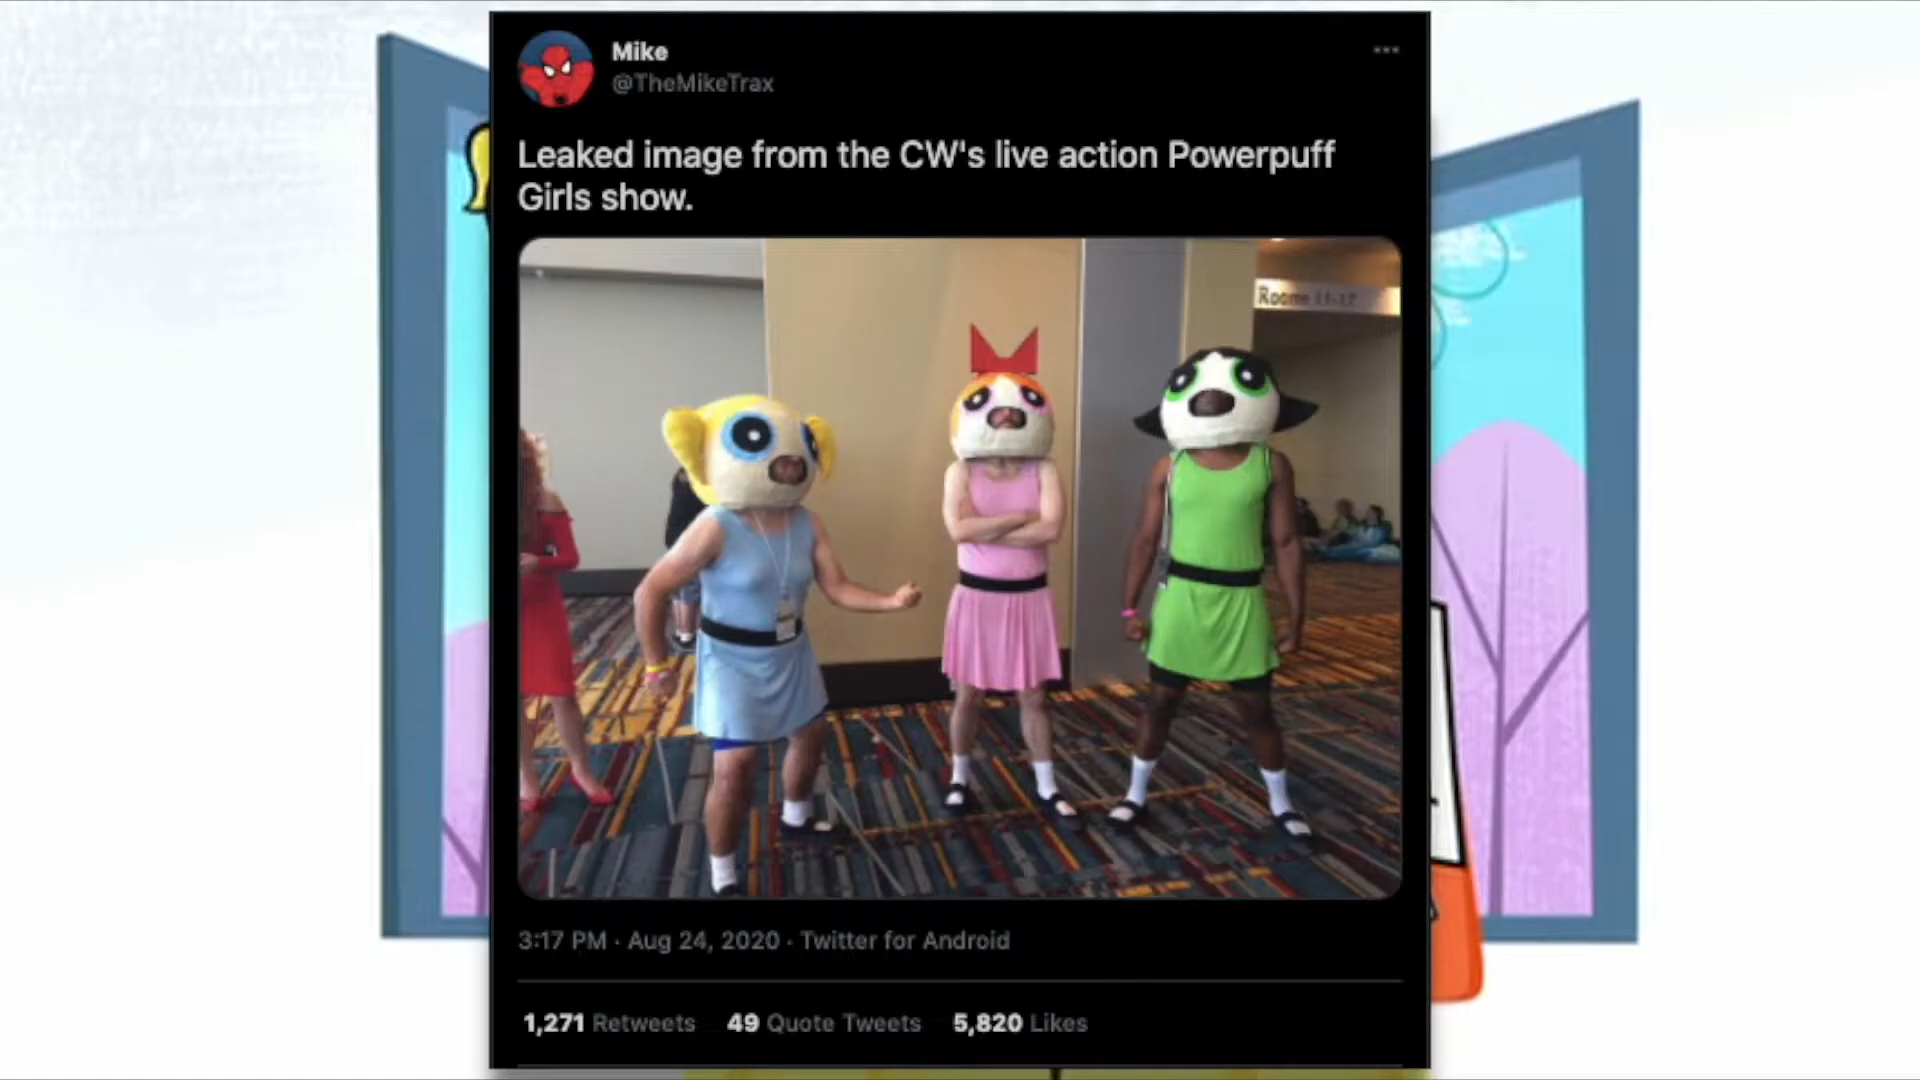 Mike
@TheMikeTrax
Leaked image from the CW's live action Powerpuff
Girls show.
3:17 PM · Aug 24, 2020 · Twitter for Android
1,271 Retweets 49 Quote Tweets 5,820 Likes